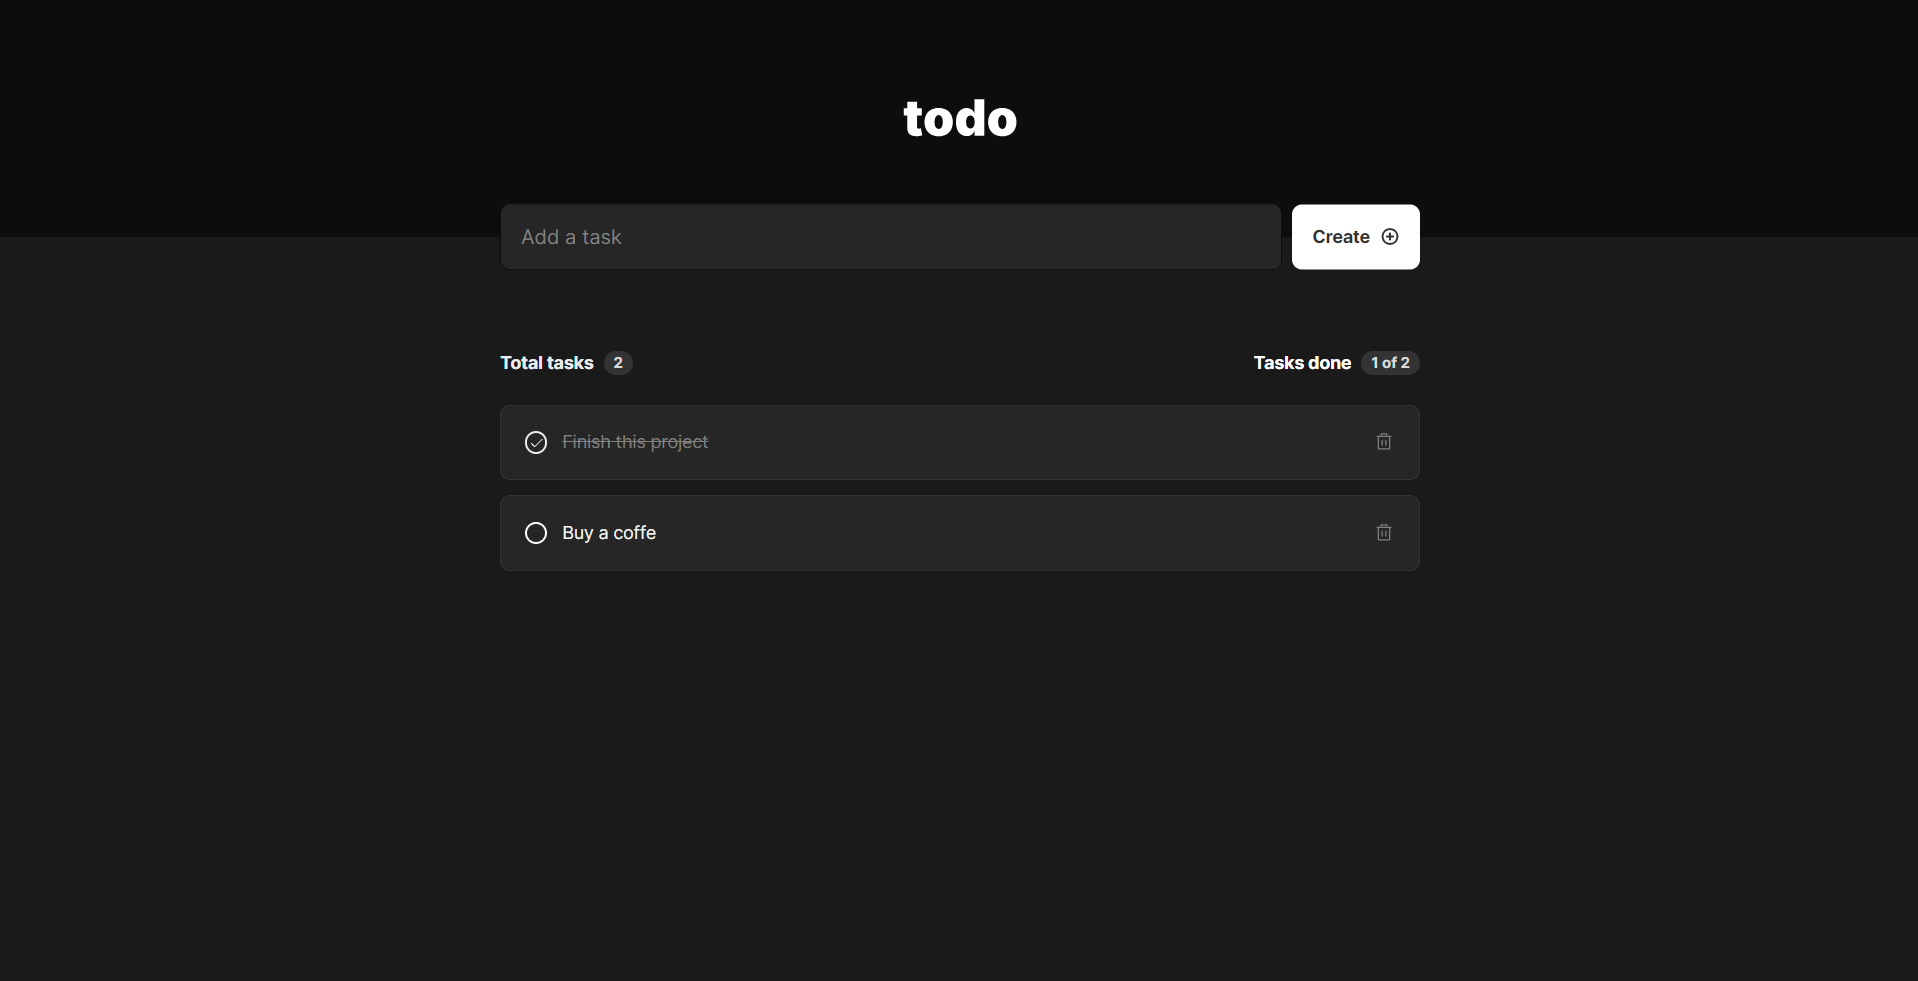 todo
Add a task
Create
Total tasks 2
Tasks done 1 of 2
Finish this project
Buy a coffe